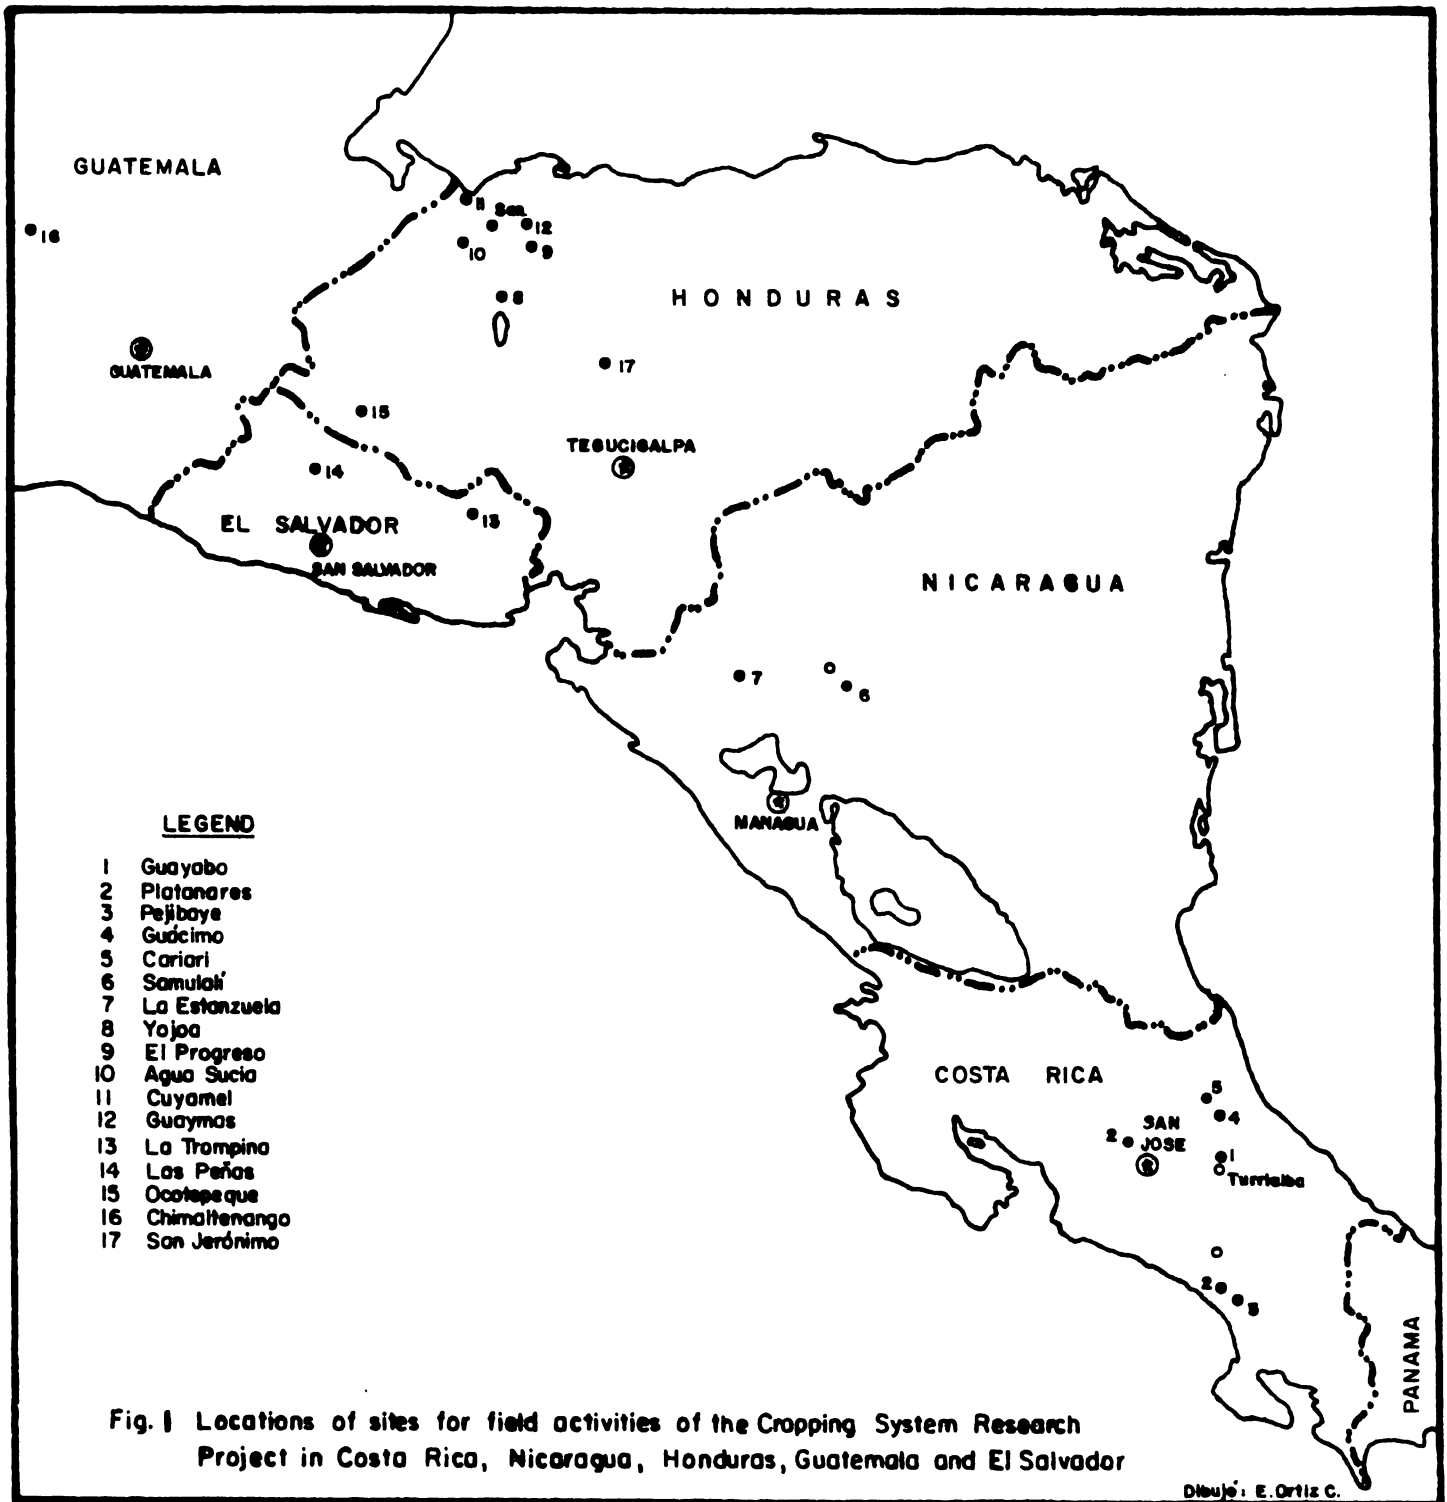 GUATEMALA
16
GUATEMALA
11
San
12
10
9
8
HONDURAS
17
15
TEGUCIGALPA
14
EL SALVADOR
13
SAN SALVADOR
NICARAGUA
7
6
MANAGUA
LEGEND
1 Guayabo
2 Platanares
3 Pejibaye
4 Guácimo
5 Cariari
6 Samulalí
7 La Estanzuela
8 Yojoa
9 El Progreso
10 Agua Sucia
11 Cuyamel
12 Guaymas
13 La Trompina
14 Las Peñas
15 Ocotepeque
16 Chimaltenango
17 San Jerónimo
COSTA RICA
5
4
SAN
JOSE
2
1
Turrialba
2
3
PANAMA
Fig. 1 Locations of sites for field activities of the Cropping System Research
Project in Costa Rica, Nicaragua, Honduras, Guatemala and El Salvador
Dibujó: E. Ortiz C.